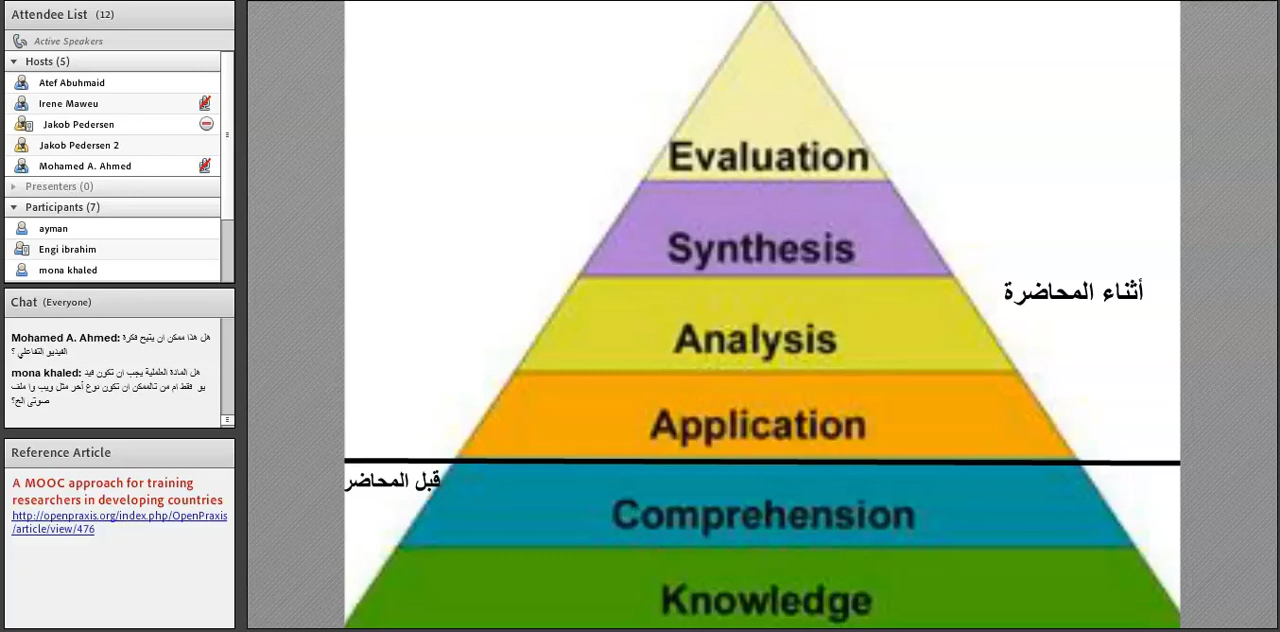 Attendee List (12)
Active Speakers
Hosts (5)
Atef Abuhmaid
Irene Maweu
Jakob Pedersen
Jakob Pedersen 2
Mohamed A. Ahmed
Presenters (0)
Participants (7)
ayman
Engi ibrahim
mona khaled
Chat (Everyone)
Mohamed A. Ahmed: هل هذا ممكن ان يتيح فكرة
الفيديو التفاعلي ؟
mona khaled: هل المادة العلملية يجب ان تكون فيد
يو فقط ام من تالممكن ان تكون نوع أخر مثل ويب وا ملف
صوتى الخ؟
Reference Article
A MOOC approach for training
researchers in developing countries
http://openpraxis.org/index.php/OpenPraxis
/article/view/476
Evaluation
Synthesis
أثناء المحاضرة
Analysis
Application
قبل المحاضر
Comprehension
Knowledge